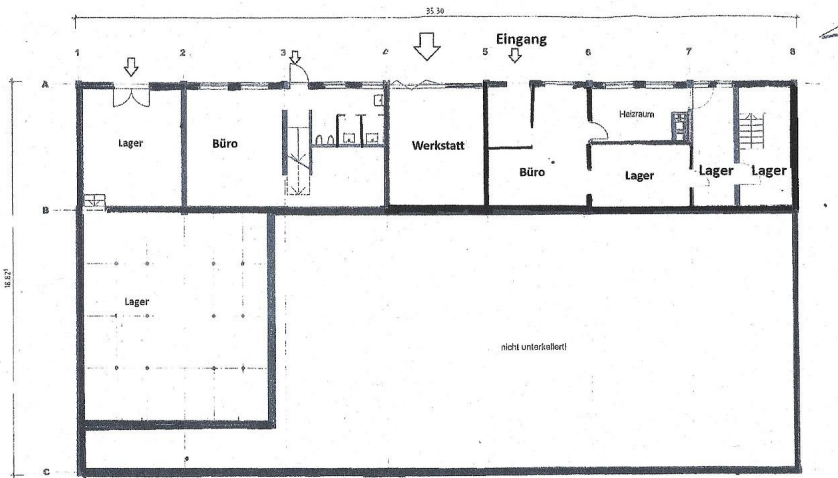 35.30
Eingang
1 2 3 4 5 6 7 8
A
Lager
Büro
Werkstatt
Büro
Heizraum
Lager
Lager
Lager
B
Lager
nicht unterkellert!
C